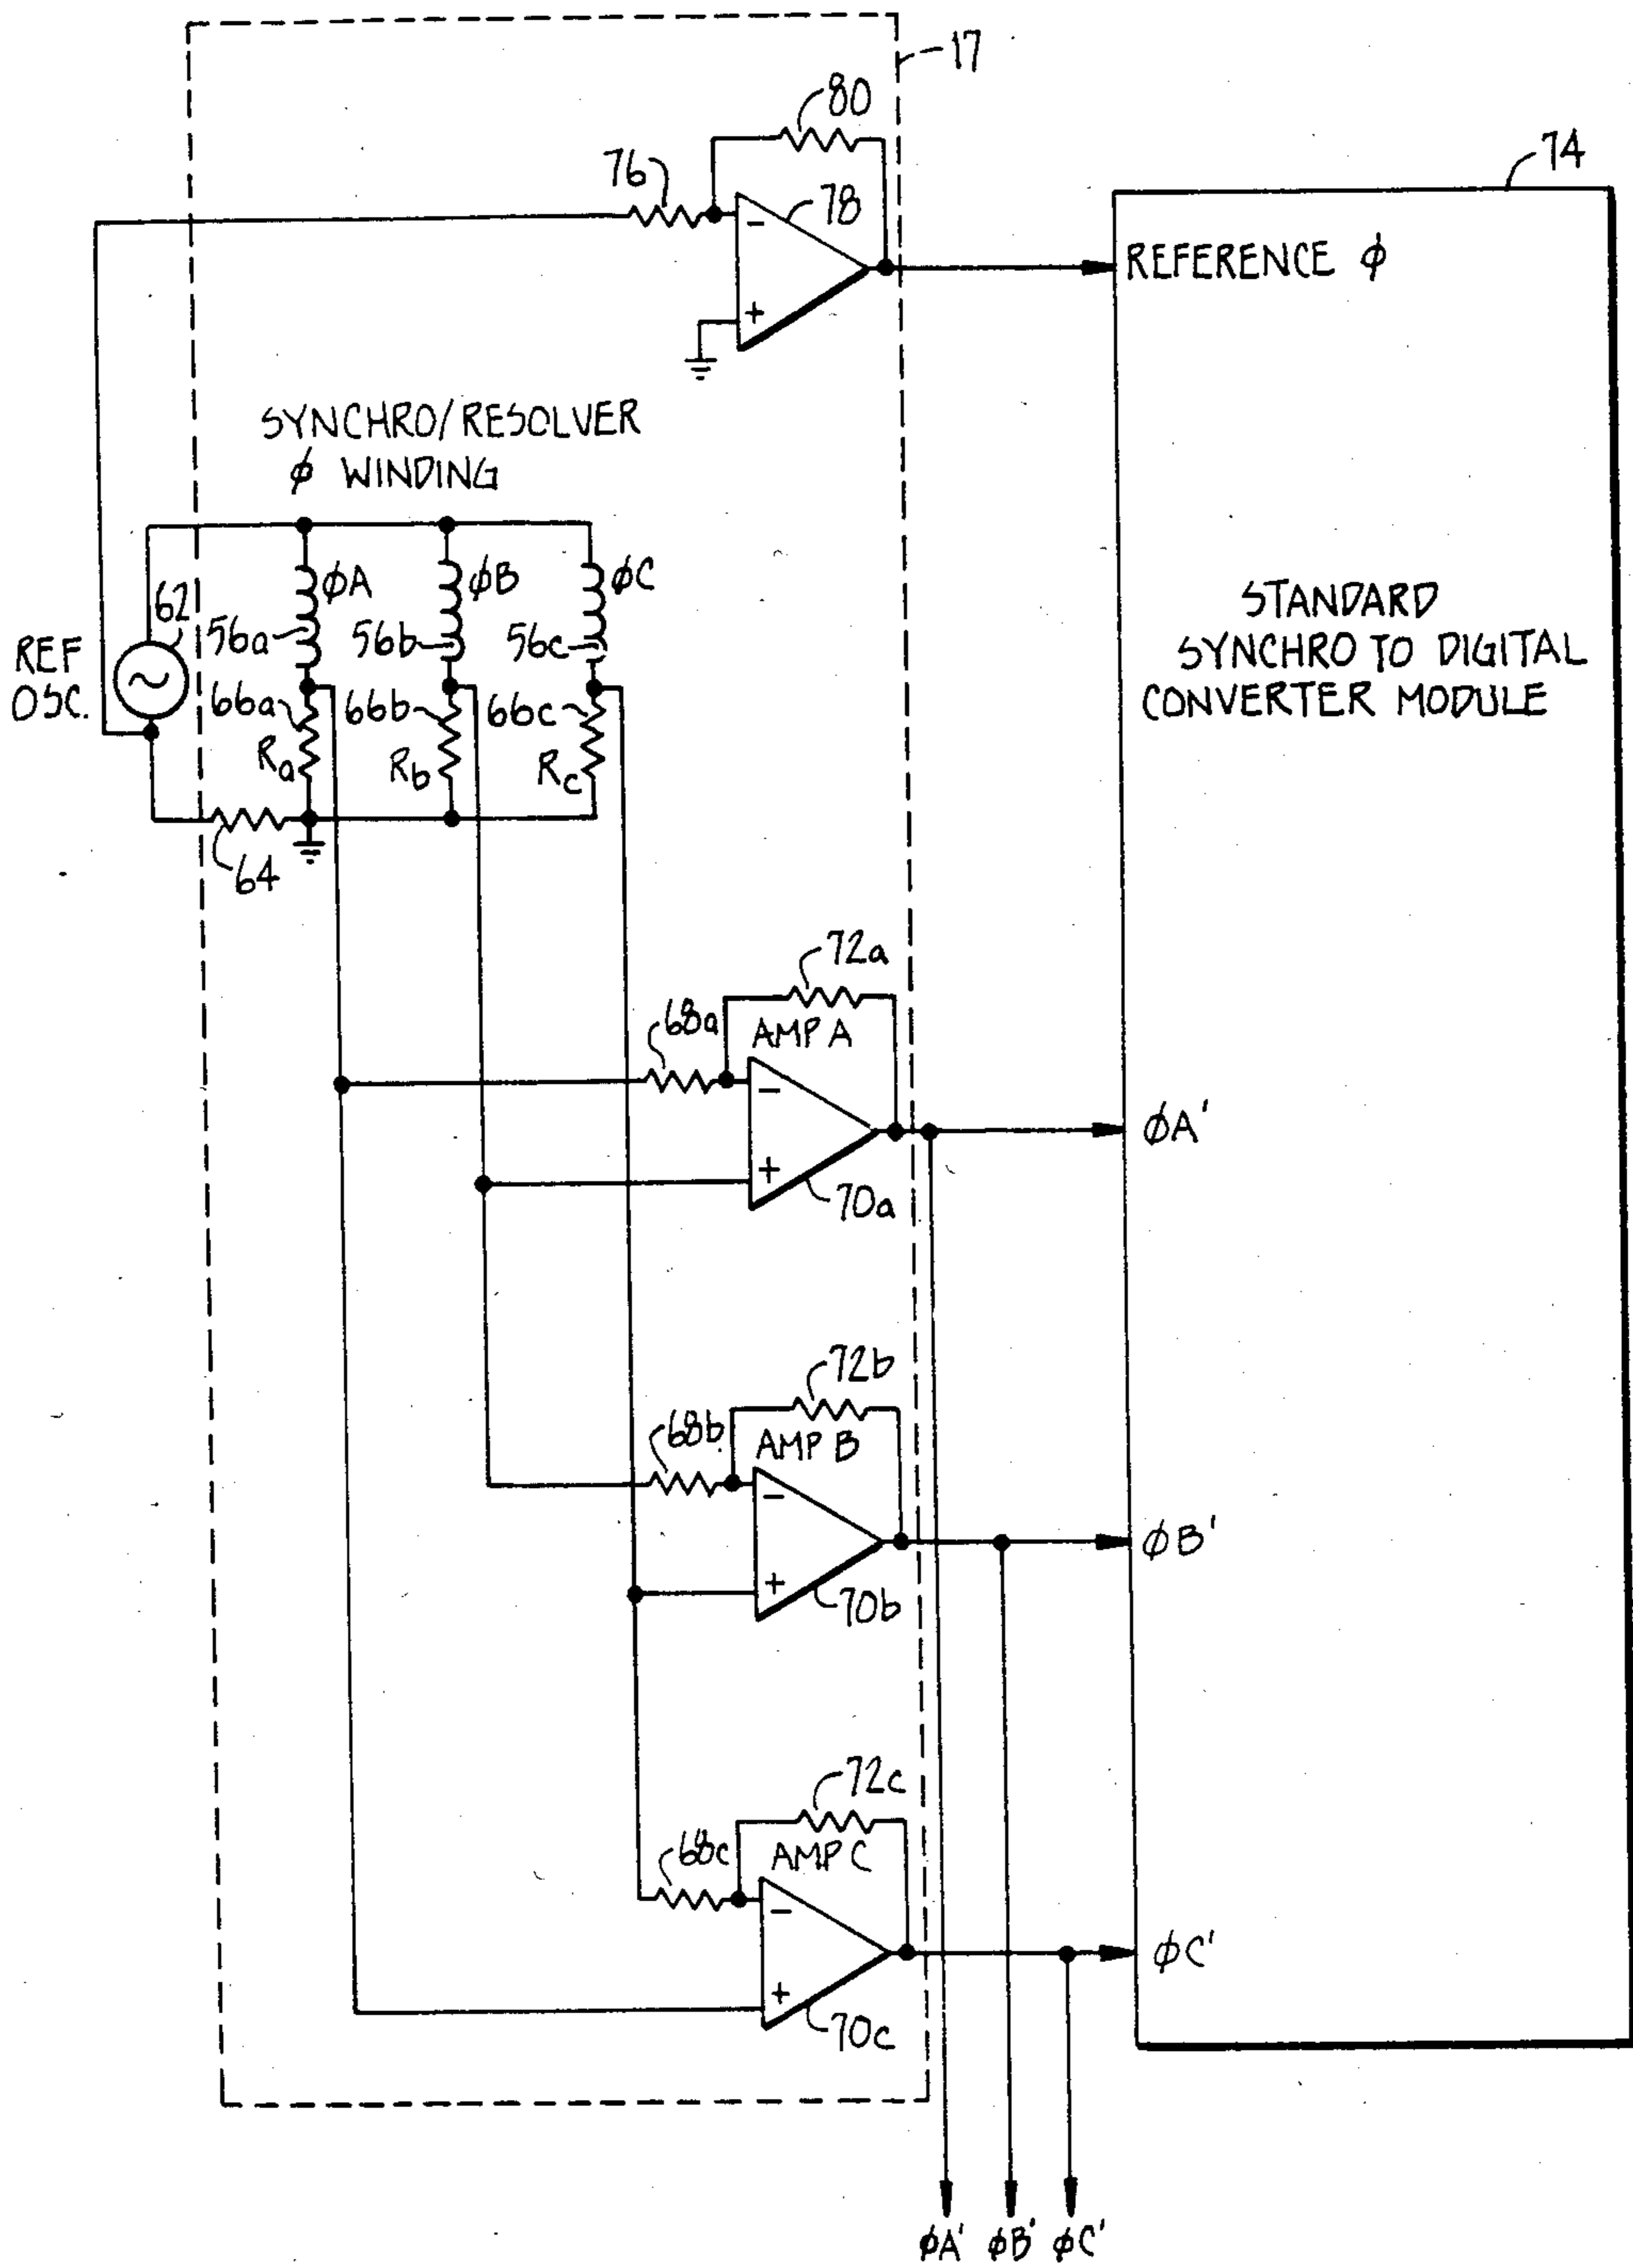 17
80
76
78
74
REFERENCE ϕ
SYNCHRO/RESOLVER
ϕ WINDING
ϕA
ϕB
ϕC
62
56a
56b
56c
REF
OSC.
66a
66b
66c
Ra
Rb
Rc
64
STANDARD
SYNCHRO TO DIGITAL
CONVERTER MODULE
72a
68a
AMP A
-
+
70a
ϕA'
72b
68b
AMP B
-
+
70b
ϕB'
72c
68c
AMP C
-
+
70c
ϕC'
ϕA' ϕB' ϕC'